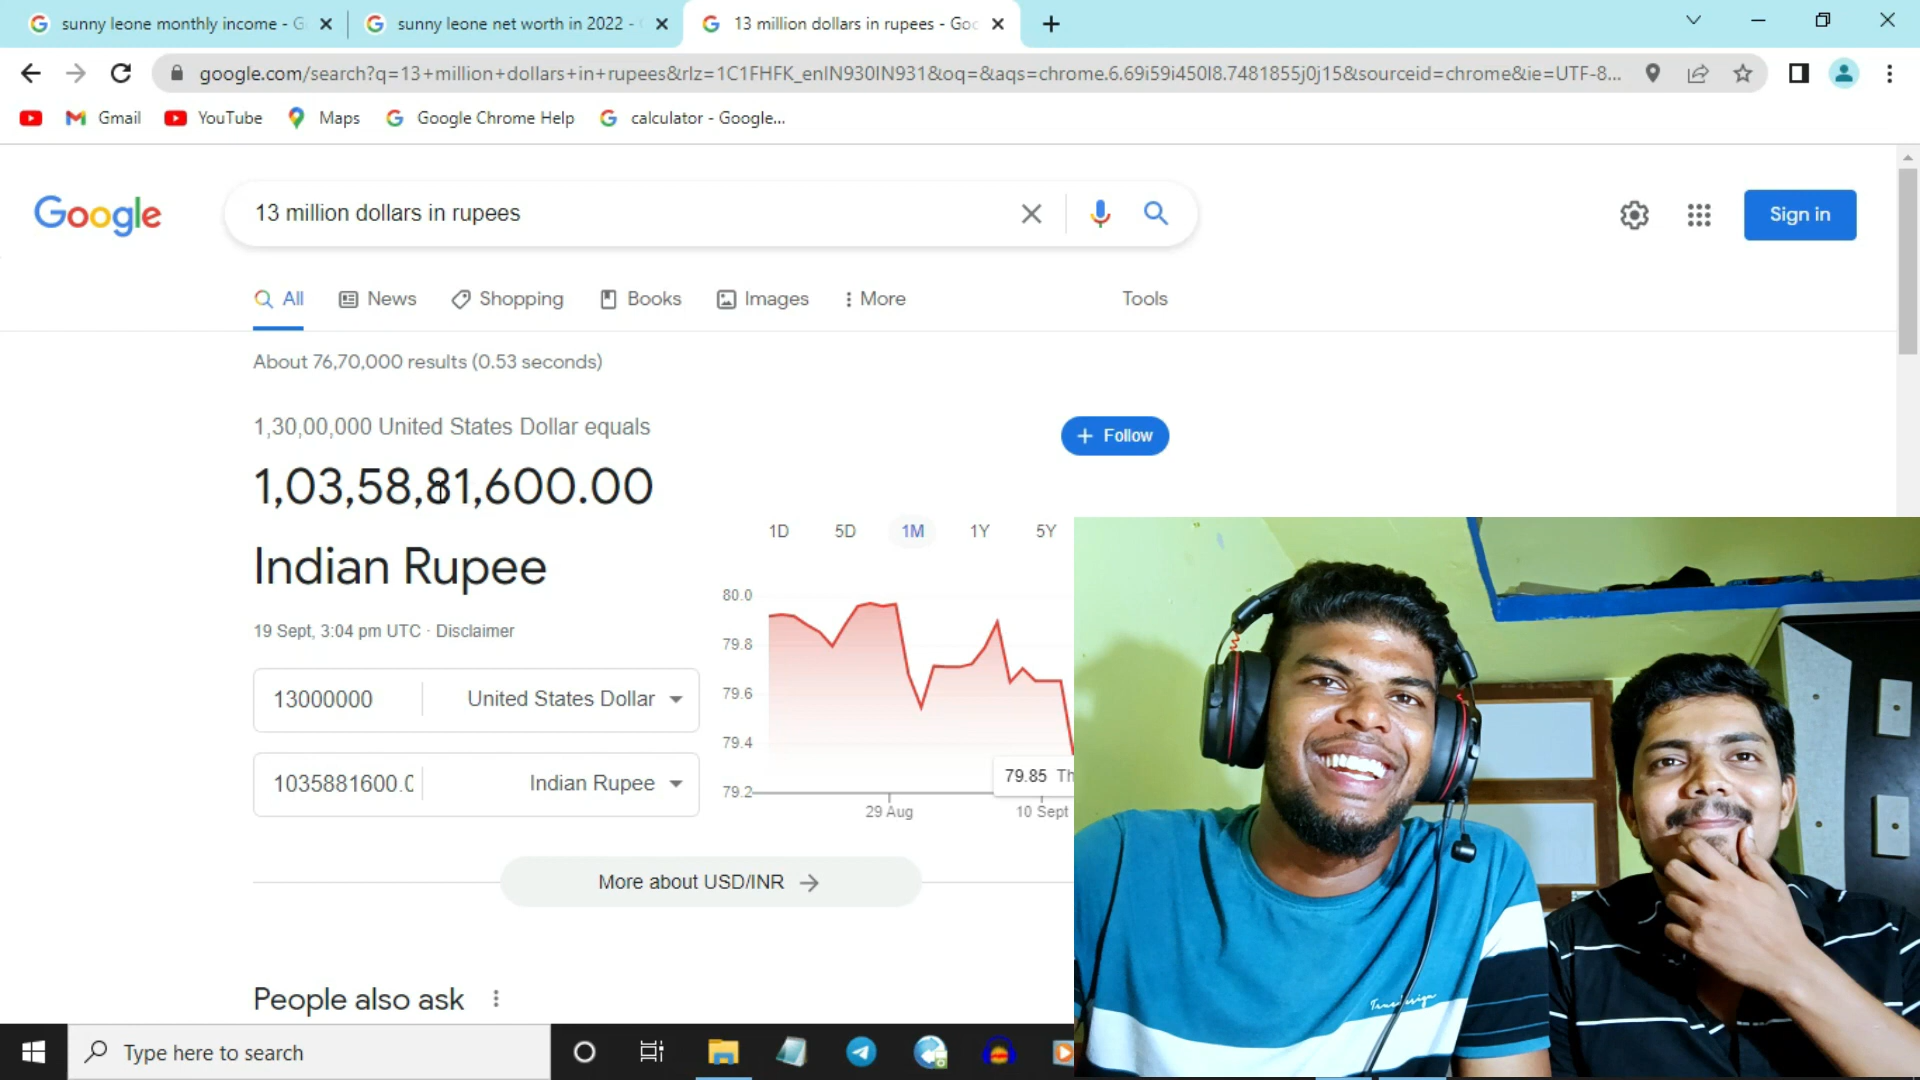 sunny leone monthly income - G
sunny leone net worth in 2022 -
13 million dollars in rupees - Goo
google.com/search?q=13+million+dollars+in+rupees&rlz=1C1FHFK_enIN930IN931&oq=&aqs=chrome.6.69i59i450l8.7481855j0j15&sourceid=chrome&ie=UTF-8...
Gmail
YouTube
Maps
Google Chrome Help
calculator - Google...
Google
13 million dollars in rupees
Sign in
All
News
Shopping
Books
Images
More
Tools
About 76,70,000 results (0.53 seconds)
1,30,00,000 United States Dollar equals
Follow
1,03,58,81,600.00
Indian Rupee
1D 5D 1M 1Y 5Y
19 Sept, 3:04 pm UTC · Disclaimer
80.0
79.8
79.6
79.4
79.2
13000000
United States Dollar
1035881600.0
Indian Rupee
79.85 Th
29 Aug
10 Sept
More about USD/INR
People also ask
Type here to search